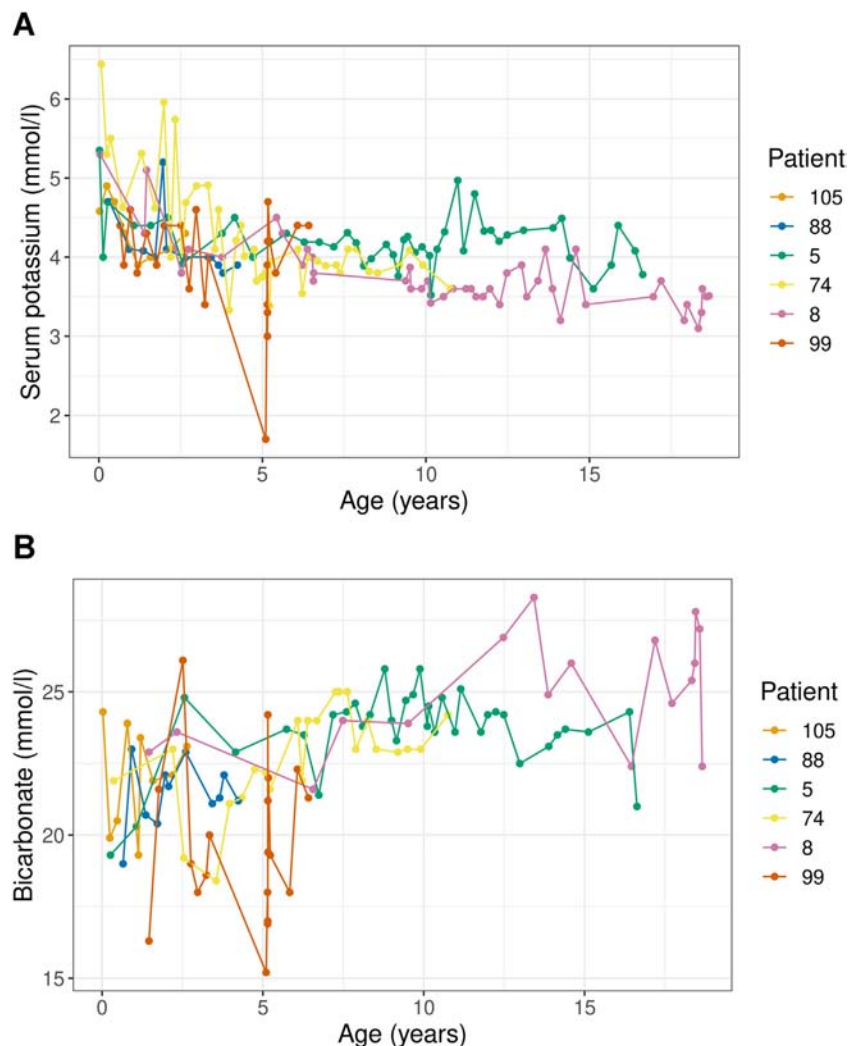 A
Serum potassium (mmol/l)
6
5
4
3
2
0 5 10 15
Age (years)
Patient
105
88
5
74
8
99
B
Bicarbonate (mmol/l)
25
20
15
0 5 10 15
Age (years)
Patient
105
88
5
74
8
99